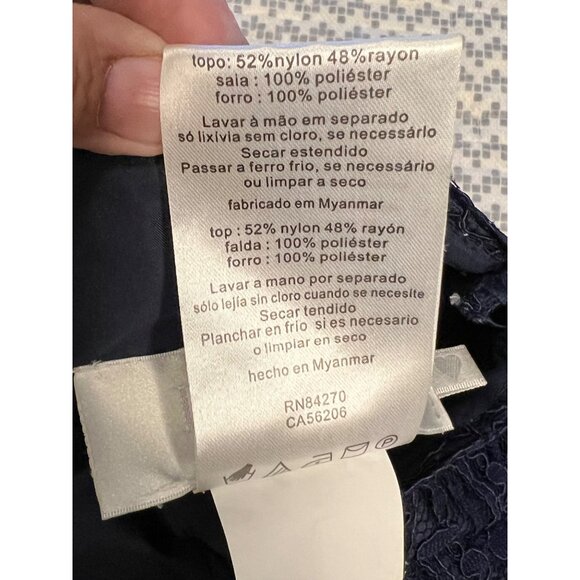 topo: 52%nylon 48%rayon
saia : 100% poliéster
forro : 100% poliéster
Lavar à mão em separado
só lixívia sem cloro, se necessárlo
Secar estendido
Passar a ferro frio, se necessário
ou limpar a seco
fabricado em Myanmar
top : 52% nylon 48% rayón
falda : 100% poliéster
forro : 100% poliéster
Lavar a mano por separado
sólo lejía sin cloro cuando se necesite
Secar tendido
Planchar en frío si es necesario
o limpiar en seco
hecho en Myanmar
RN84270
CA56206
P